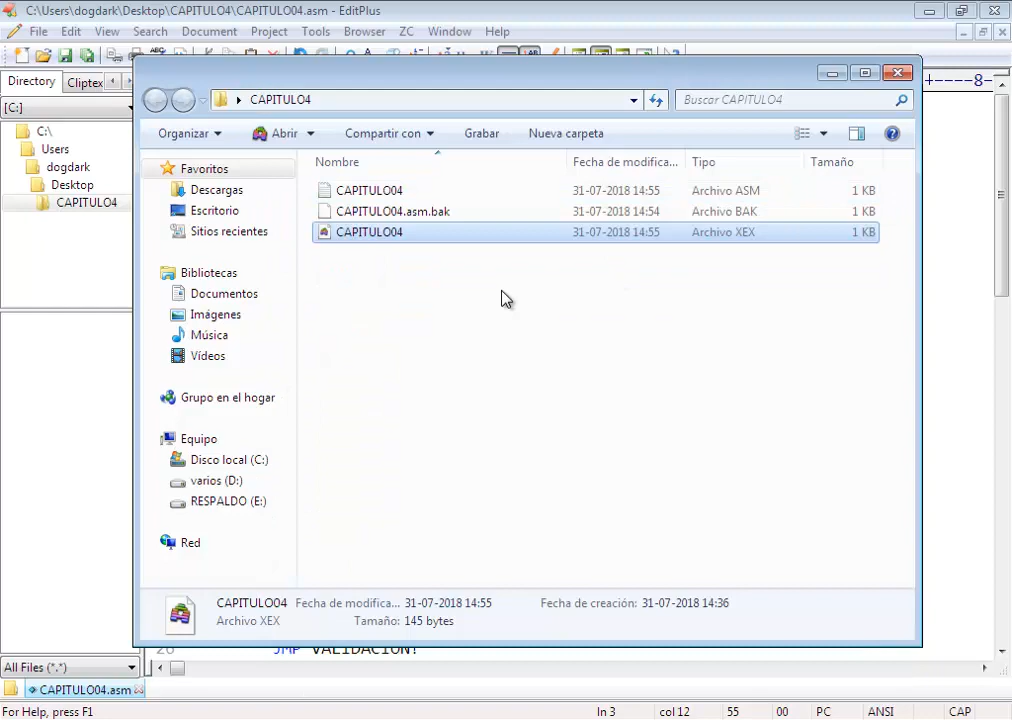 C:\Users\dogdark\Desktop\CAPITULO4\CAPITULO04.asm - EditPlus
File Edit View Search Document Project Tools Browser ZC Window Help
Directory Cliptex
+----8-
[C:]
C:\
Users
dogdark
Desktop
CAPITULO4
CAPITULO4
Buscar CAPITULO4
Organizar Abrir Compartir con Grabar Nueva carpeta
Nombre Fecha de modifica... Tipo Tamaño
CAPITULO04 31-07-2018 14:55 Archivo ASM 1 KB
CAPITULO04.asm.bak 31-07-2018 14:54 Archivo BAK 1 KB
CAPITULO04 31-07-2018 14:55 Archivo XEX 1 KB
Favoritos
Descargas
Escritorio
Sitios recientes
Bibliotecas
Documentos
Imágenes
Música
Vídeos
Grupo en el hogar
Equipo
Disco local (C:)
varios (D:)
RESPALDO (E:)
Red
CAPITULO04 Fecha de modifica... 31-07-2018 14:55 Fecha de creación: 31-07-2018 14:36
Archivo XEX Tamaño: 145 bytes
JMP
All Files (*.*)
CAPITULO04.asm
For Help, press F1 ln 3 col 12 55 00 PC ANSI CAP